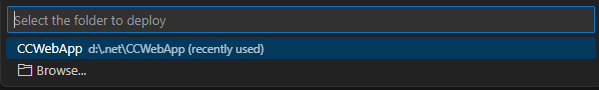 Select the folder to deploy
CCWebApp d:\.net\CCWebApp (recently used)
Browse...